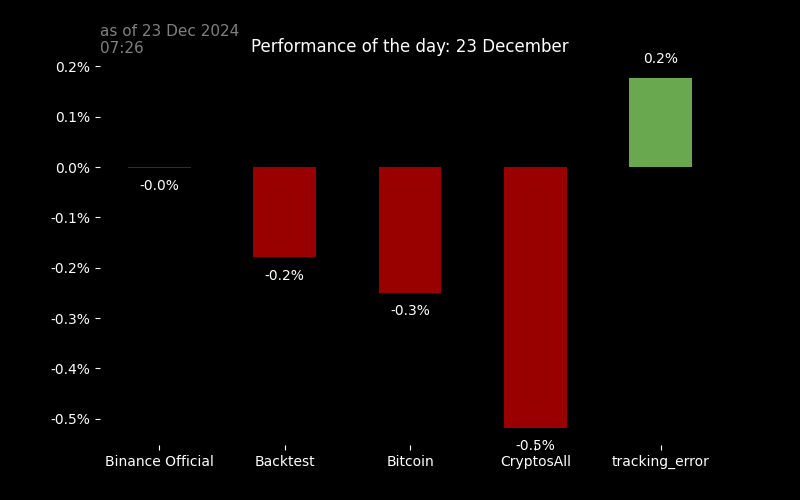 as of 23 Dec 2024
07:26
Performance of the day: 23 December
0.2%
0.1%
0.0%
-0.1%
-0.2%
-0.3%
-0.4%
-0.5%
-0.0%
-0.2%
-0.3%
-0.5%
0.2%
Binance Official
Backtest
Bitcoin
CryptosAll
tracking_error